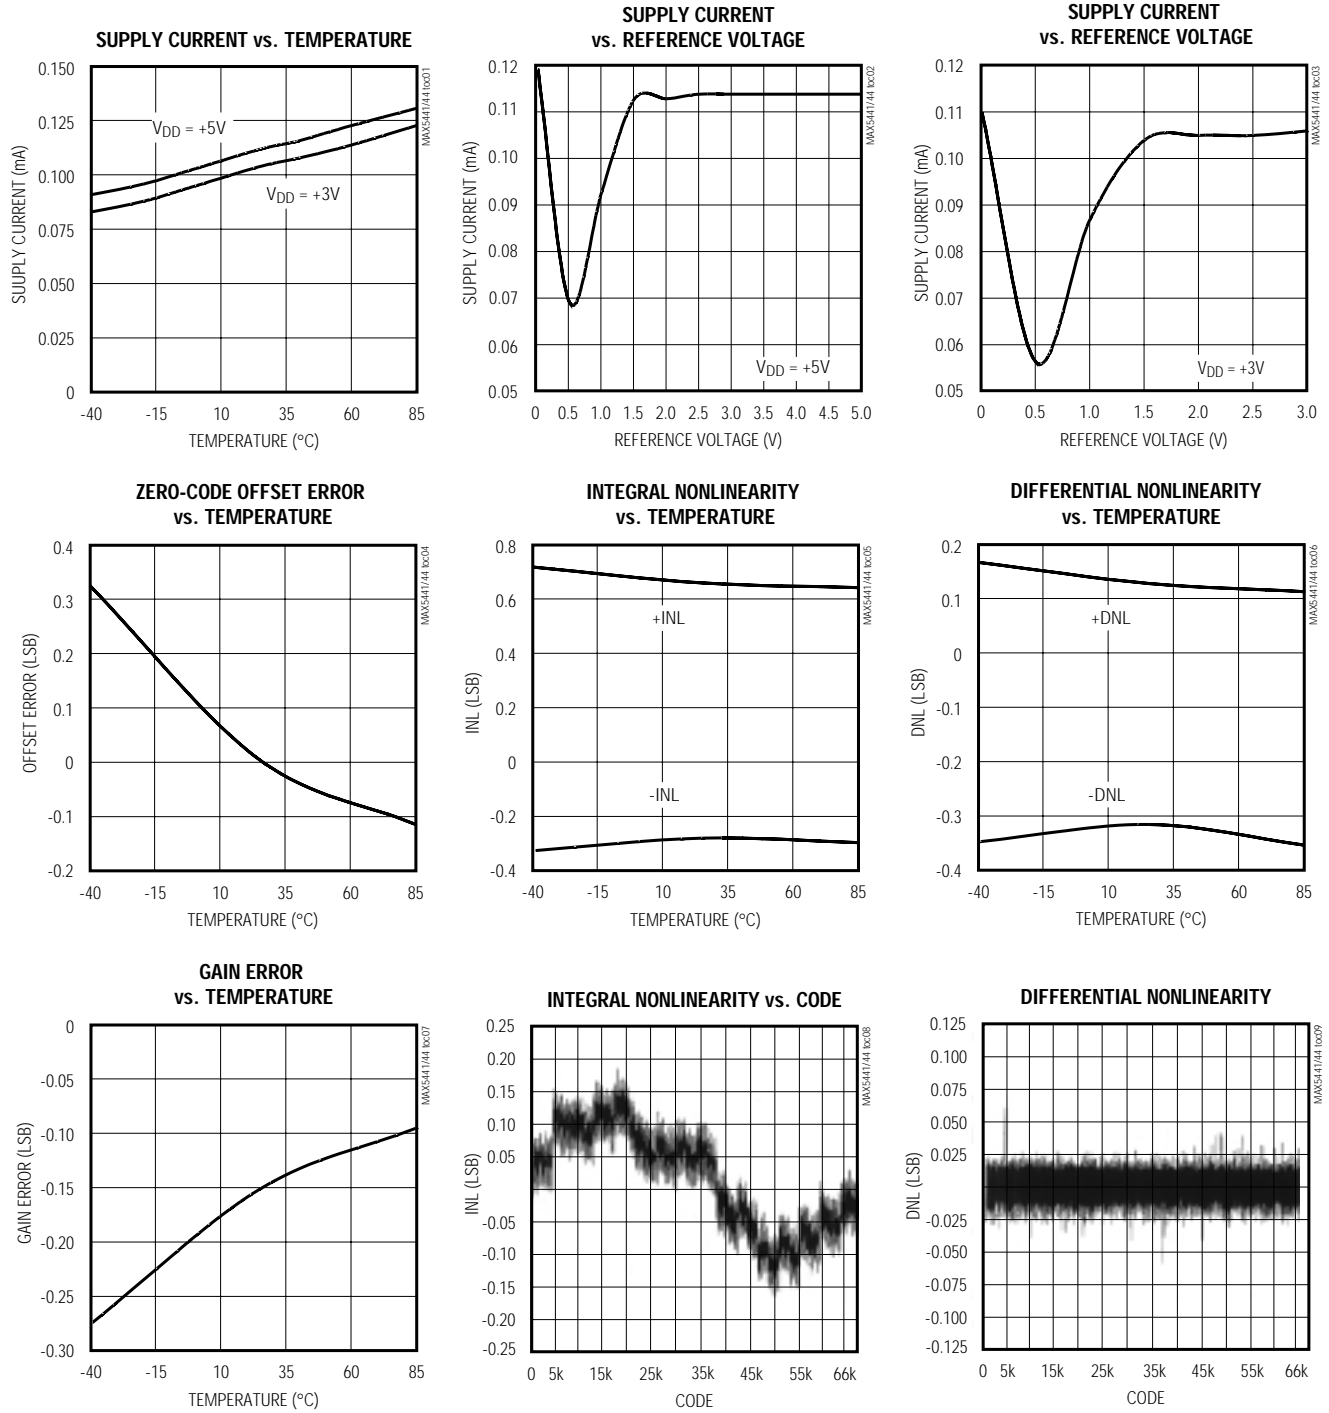 SUPPLY CURRENT vs. TEMPERATURE
0.150
0.125
0.100
0.075
0.050
0.025
0
SUUPLY CURRENT (mA)
VDD = +5V
VDD = +3V
-40 -15 10 35 60 85
TEMPERATURE (°C)
MAX5441/44 toc01
SUPPLY CURRENT
vs. REFERENCE VOLTAGE
0.12
0.11
0.10
0.09
0.08
0.07
0.06
0.05
SUPPLY CURRENT (mA)
VDD = +5V
0 0.5 1.0 1.5 2.0 2.5 3.0 3.5 4.0 4.5 5.0
REFERENCE VOLTAGE (V)
MAX5441/44 toc02
SUPPLY CURRENT
vs. REFERENCE VOLTAGE
0.12
0.11
0.10
0.09
0.08
0.07
0.06
0.05
SUPPLY CURRENT (mA)
VDD = +3V
0 0.5 1.0 1.5 2.0 2.5 3.0
REFERENCE VOLTAGE (V)
MAX5441/44 toc03
ZERO-CODE OFFSET ERROR
vs. TEMPERATURE
0.4
0.3
0.2
0.1
0
-0.1
-0.2
OFFSET ERROR (LSB)
-40 -15 10 35 60 85
TEMPERATURE (°C)
MAX5441/44 toc04
INTEGRAL NONLINEARITY
vs. TEMPERATURE
0.8
0.6
0.4
0.2
0
-0.2
-0.4
INL (LSB)
+INL
-INL
-40 -15 10 35 60 85
TEMPERATURE (°C)
MAX5441/44 toc05
DIFFERENTIAL NONLINEARITY
vs. TEMPERATURE
0.2
0.1
0
-0.1
-0.2
-0.3
-0.4
DNL (LSB)
+DNL
-DNL
-40 -15 10 35 60 85
TEMPERATURE (°C)
MAX5441/44 toc06
GAIN ERROR
vs. TEMPERATURE
0
-0.05
-0.10
-0.15
-0.20
-0.25
-0.30
GAIN ERROR (LSB)
-40 -15 10 35 60 85
TEMPERATURE (°C)
MAX5441/44 toc07
INTEGRAL NONLINEARITY vs. CODE
0.25
0.20
0.15
0.10
0.05
-0.05
-0.10
-0.15
-0.20
-0.25
INL (LSB)
0 5k 15k 25k 35k 45k 55k 66k
CODE
MAX5441/44 toc08
DIFFERENTIAL NONLINEARITY
0.125
0.100
0.075
0.050
0.025
-0.025
-0.050
-0.075
-0.100
-0.125
DNL (LSB)
0 5k 15k 25k 35k 45k 55k 66k
CODE
MAX5441/44 toc09